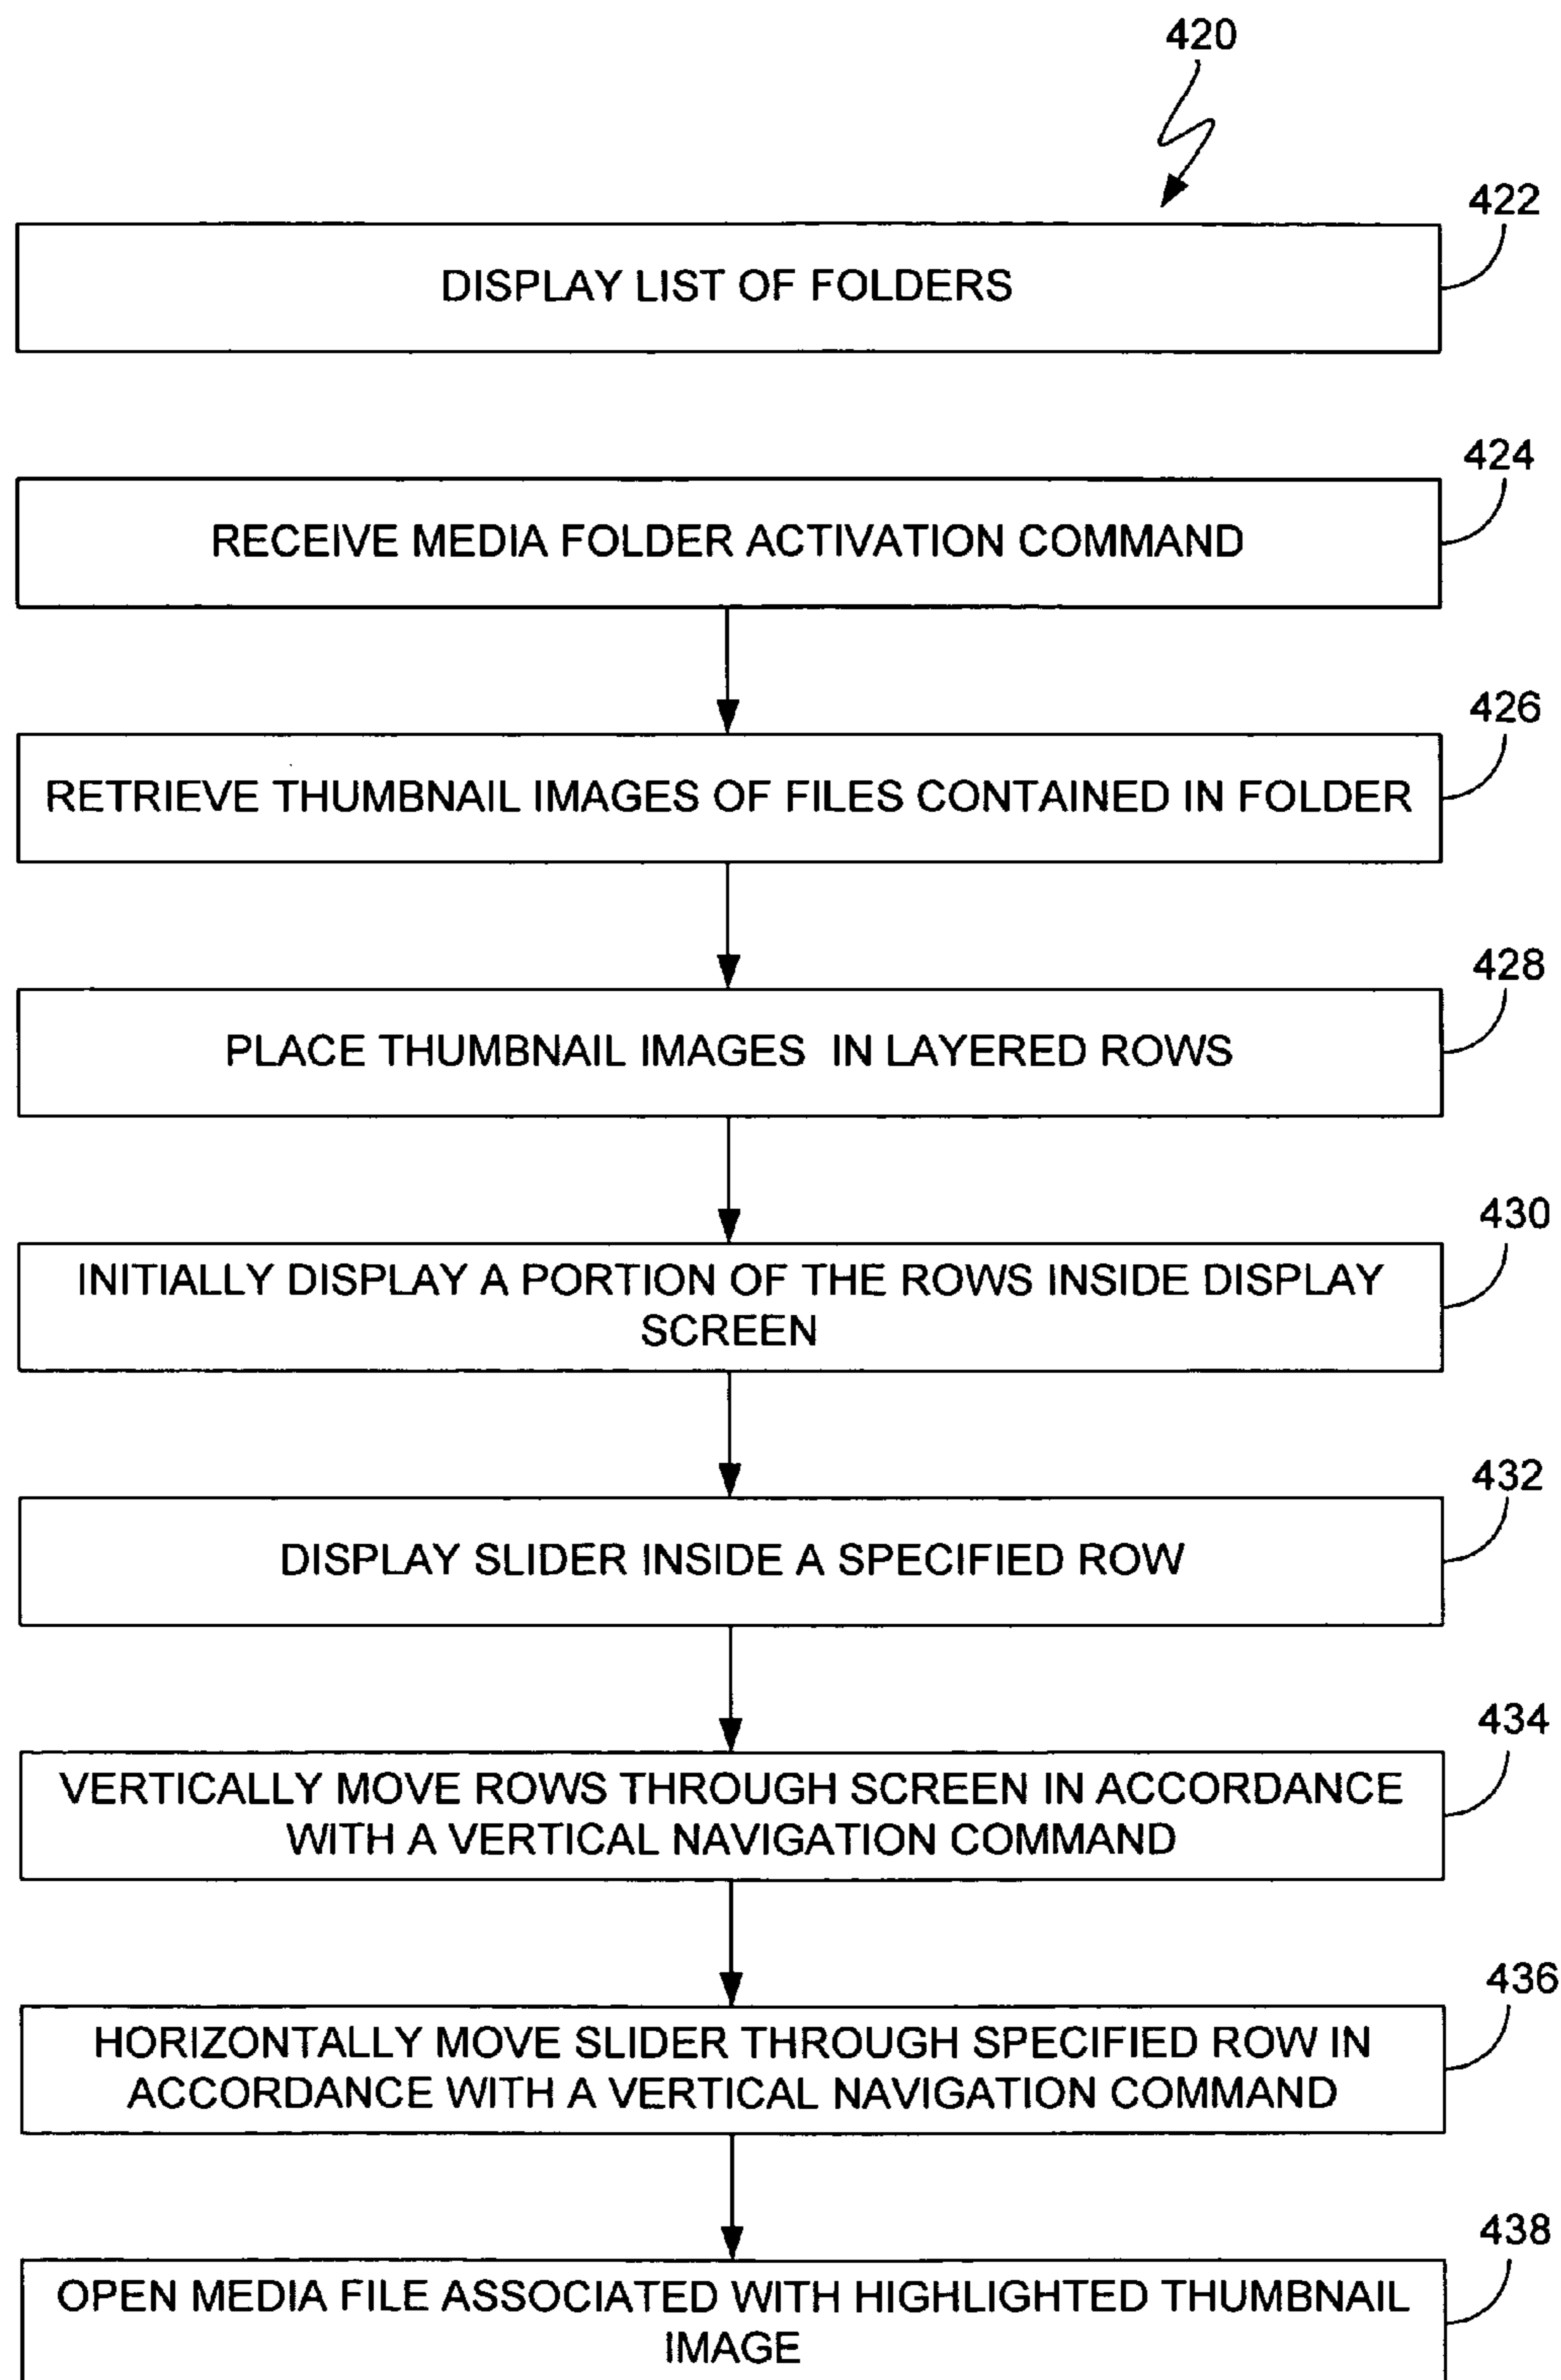 420
422
DISPLAY LIST OF FOLDERS
424
RECEIVE MEDIA FOLDER ACTIVATION COMMAND
426
RETRIEVE THUMBNAIL IMAGES OF FILES CONTAINED IN FOLDER
428
PLACE THUMBNAIL IMAGES IN LAYERED ROWS
430
INITIALLY DISPLAY A PORTION OF THE ROWS INSIDE DISPLAY
SCREEN
432
DISPLAY SLIDER INSIDE A SPECIFIED ROW
434
VERTICALLY MOVE ROWS THROUGH SCREEN IN ACCORDANCE
WITH A VERTICAL NAVIGATION COMMAND
436
HORIZONTALLY MOVE SLIDER THROUGH SPECIFIED ROW IN
ACCORDANCE WITH A VERTICAL NAVIGATION COMMAND
438
OPEN MEDIA FILE ASSOCIATED WITH HIGHLIGHTED THUMBNAIL
IMAGE